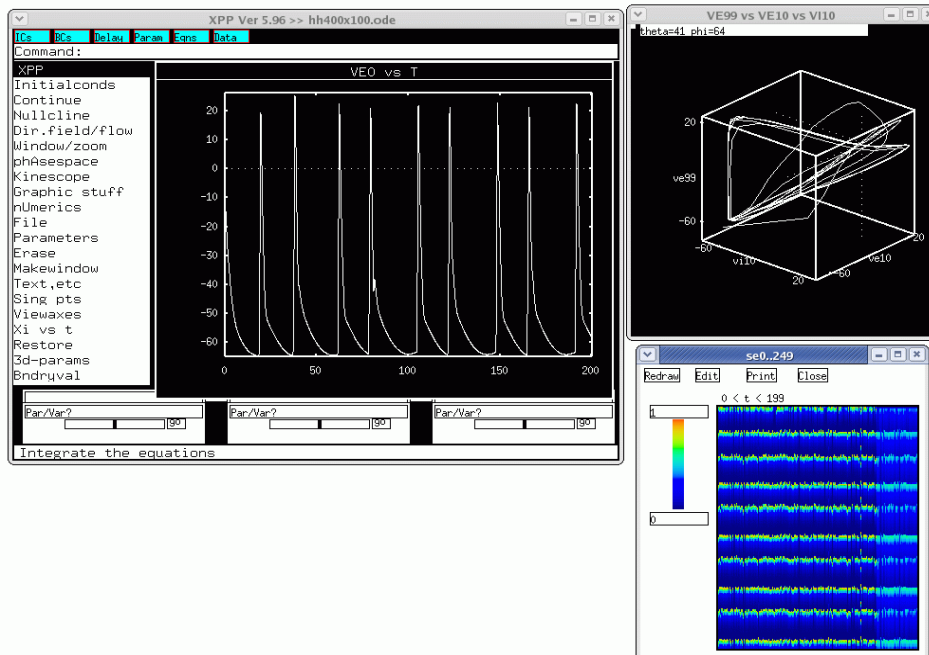 XPP Ver 5.96 >> hh400x100.ode
ICs BCs Delay Param Eqns Data
Command:
XPP
Initialconds
Continue
Nullcline
Dir.field/flow
Window/zoom
phAsespace
Kinescope
Graphic stuff
nUmerics
File
Parameters
Erase
Makewindow
Text,etc
Sing pts
Viewaxes
Xi vs t
Restore
3d-params
Bndryval
VE0 vs T
20
10
0
-10
-20
-30
-40
-50
-60
0 50 100 150 200
Par/Var? Par/Var? Par/Var?
go go go
Integrate the equations
VE99 vs VE10 vs VI10
theta=41 phi=64
20
ve99
-60
-60
vi10
20
-60
ve10
20
se0..249
Redraw Edit Print Close
0 < t < 199
1
0